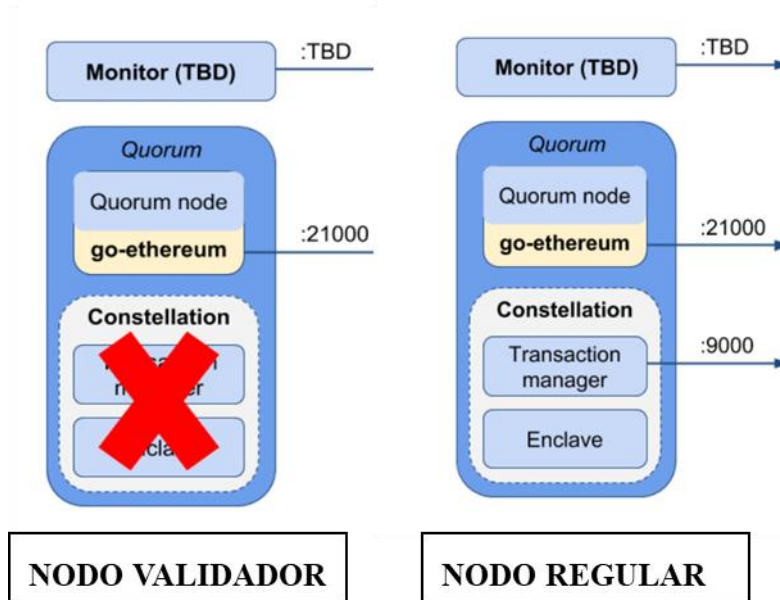 Monitor (TBD)
:TBD
Quorum
Quorum node
go-ethereum
:21000
Constellation
NODO VALIDADOR
Monitor (TBD)
:TBD
Quorum
Quorum node
go-ethereum
:21000
Constellation
Transaction
manager
:9000
Enclave
NODO REGULAR